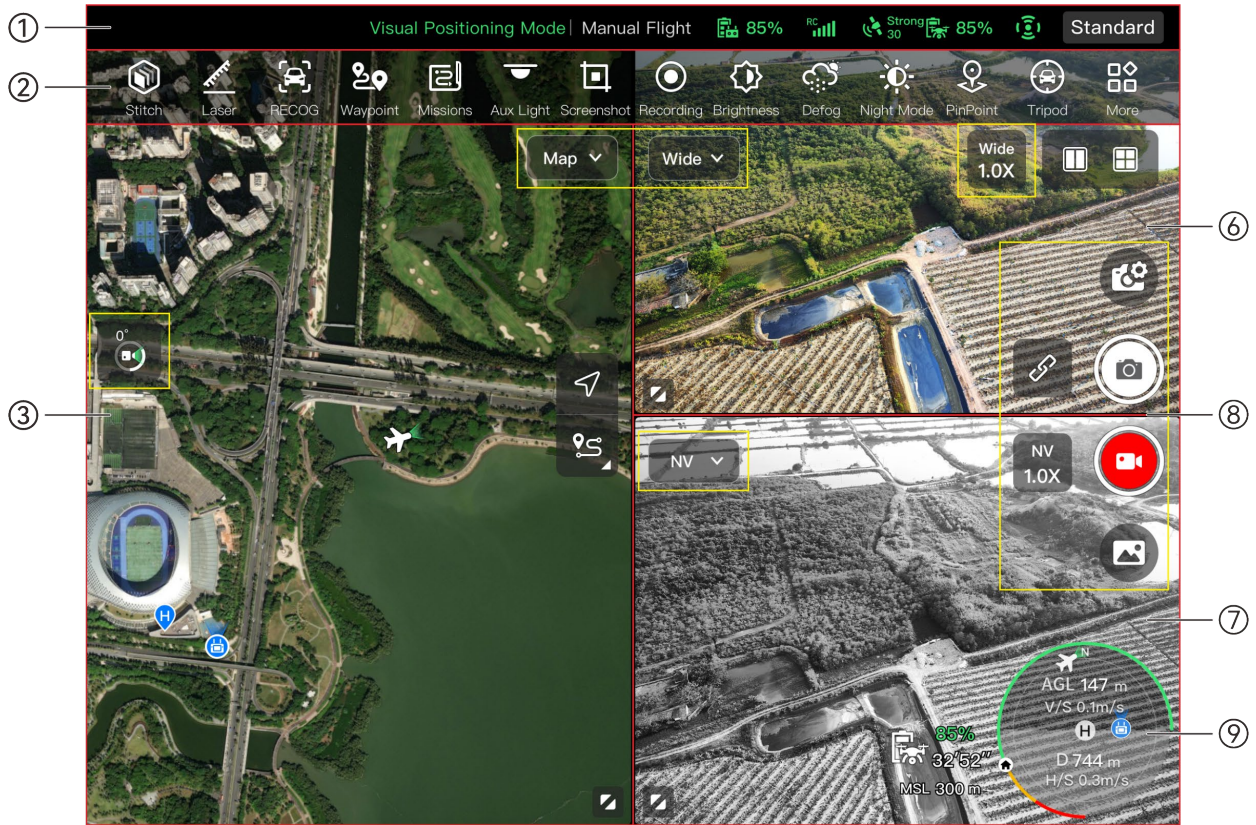 ①
Visual Positioning Mode | Manual Flight 85% RC Strong 30 85% Standard
②
Stitch Laser RECOG Waypoint Missions Aux Light Screenshot Recording Brightness Defog Night Mode PinPoint Tripod More
Map
Wide
Wide
1.0X
⑥
0°
③
⑧
NV
NV
1.0X
H
⑦
N
AGL 147 m
V/S 0.1m/s
H
D 744 m
H/S 0.3m/s
⑨
85%
32'52"
MSL 300 m